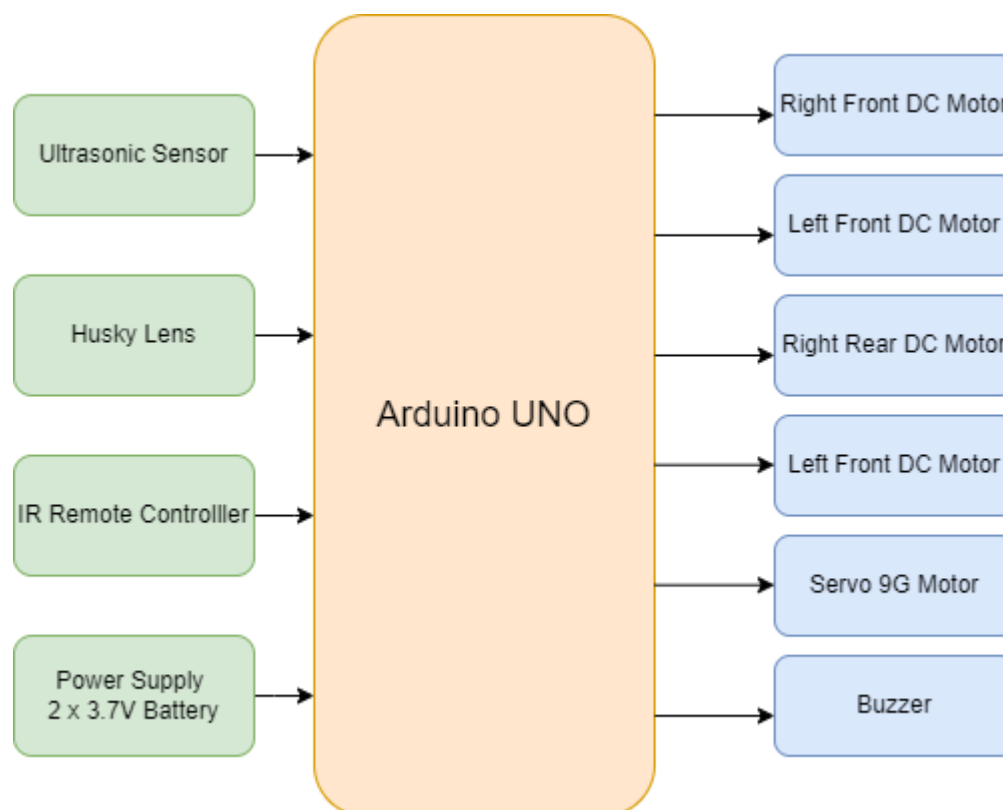 Ultrasonic Sensor
Husky Lens
IR Remote Controlller
Power Supply
2 x 3.7V Battery
Arduino UNO
Right Front DC Motor
Left Front DC Motor
Right Rear DC Motor
Left Front DC Motor
Servo 9G Motor
Buzzer